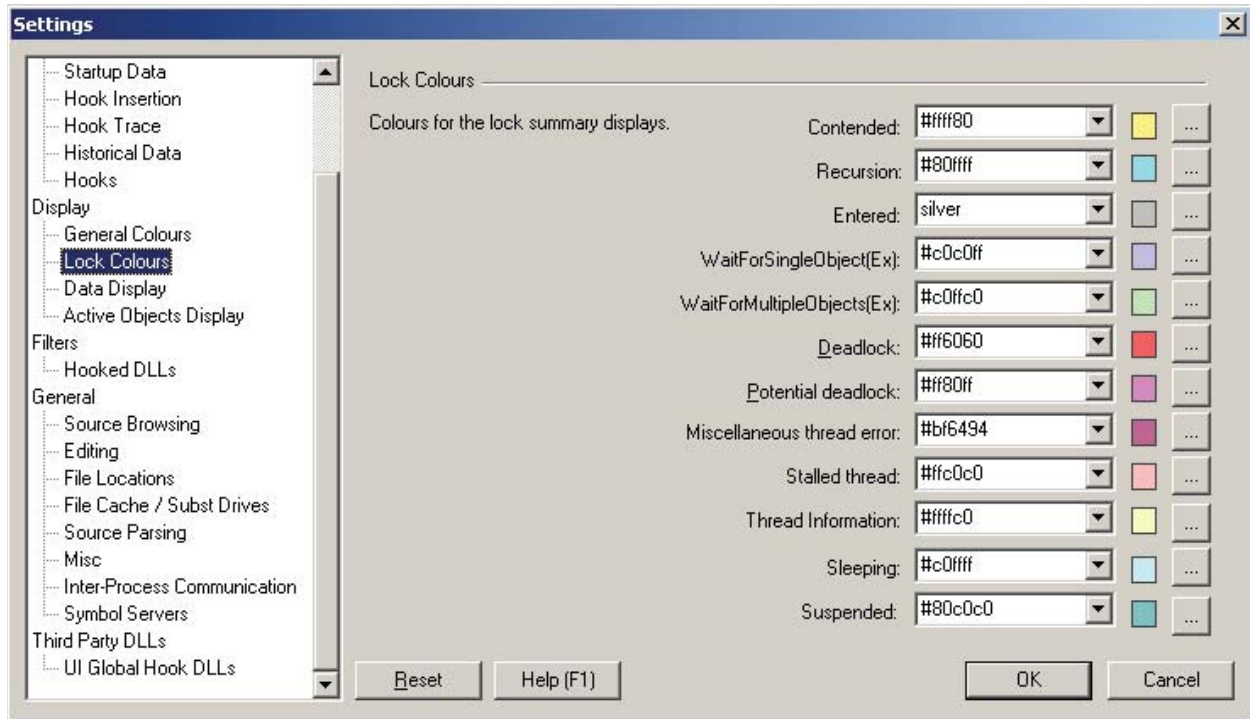 Settings
Startup Data
Hook Insertion
Hook Trace
Historical Data
Hooks
Display
General Colours
Lock Colours
Data Display
Active Objects Display
Filters
Hooked DLLs
General
Source Browsing
Editing
File Locations
File Cache / Subst Drives
Source Parsing
Misc
Inter-Process Communication
Symbol Servers
Third Party DLLs
UI Global Hook DLLs
Lock Colours
Colours for the lock summary displays.
Contended: #ffff80 ...
Recursion: #80ffff ...
Entered: silver ...
WaitForSingleObject(Ex): #c0c0ff ...
WaitForMultipleObjects(Ex): #c0ffc0 ...
Deadlock: #ff6060 ...
Potential deadlock: #ff80ff ...
Miscellaneous thread error: #bf6494 ...
Stalled thread: #ffc0c0 ...
Thread Information: #ffffc0 ...
Sleeping: #c0ffff ...
Suspended: #80c0c0 ...
Reset Help (F1) OK Cancel